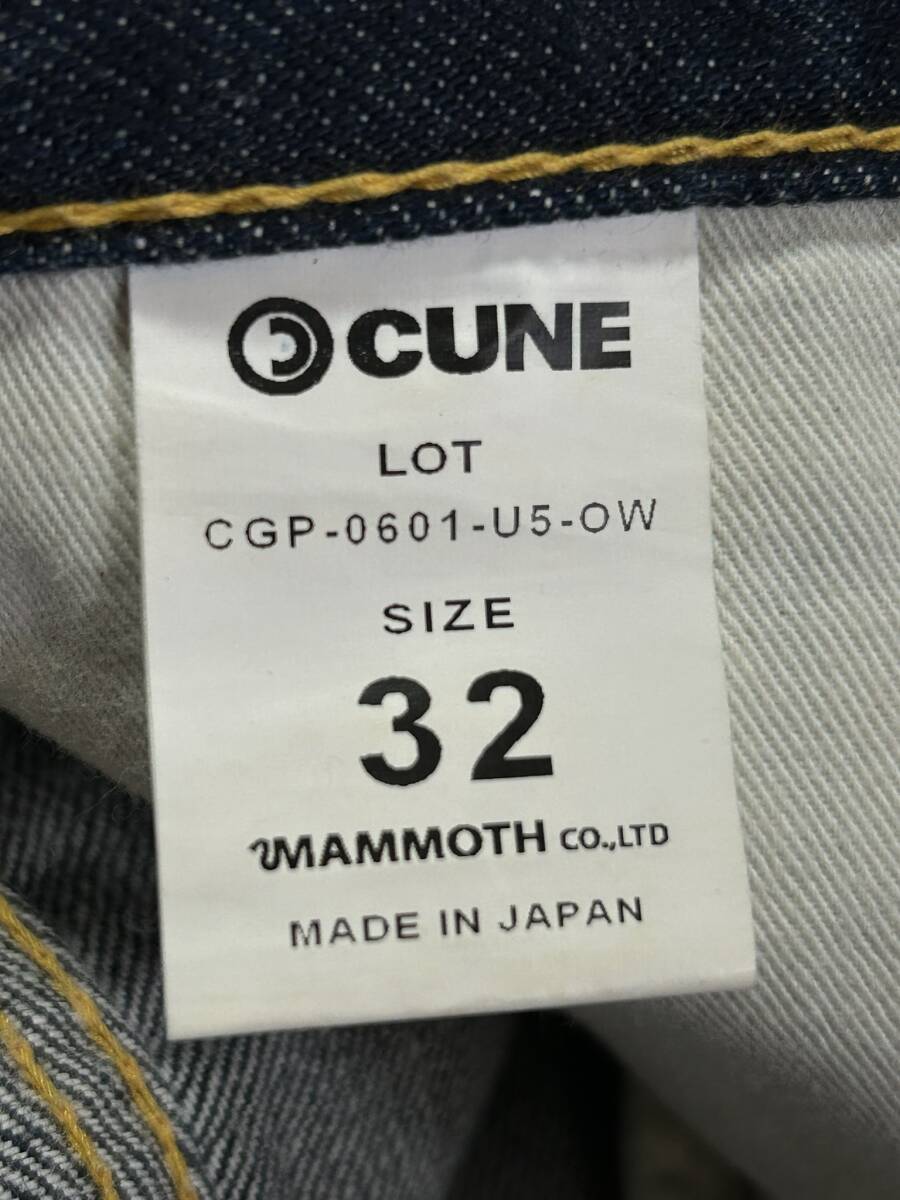 CUNE
LOT
CGP-0601-U5-OW
SIZE
32
MAMMOTH CO.,LTD
MADE IN JAPAN